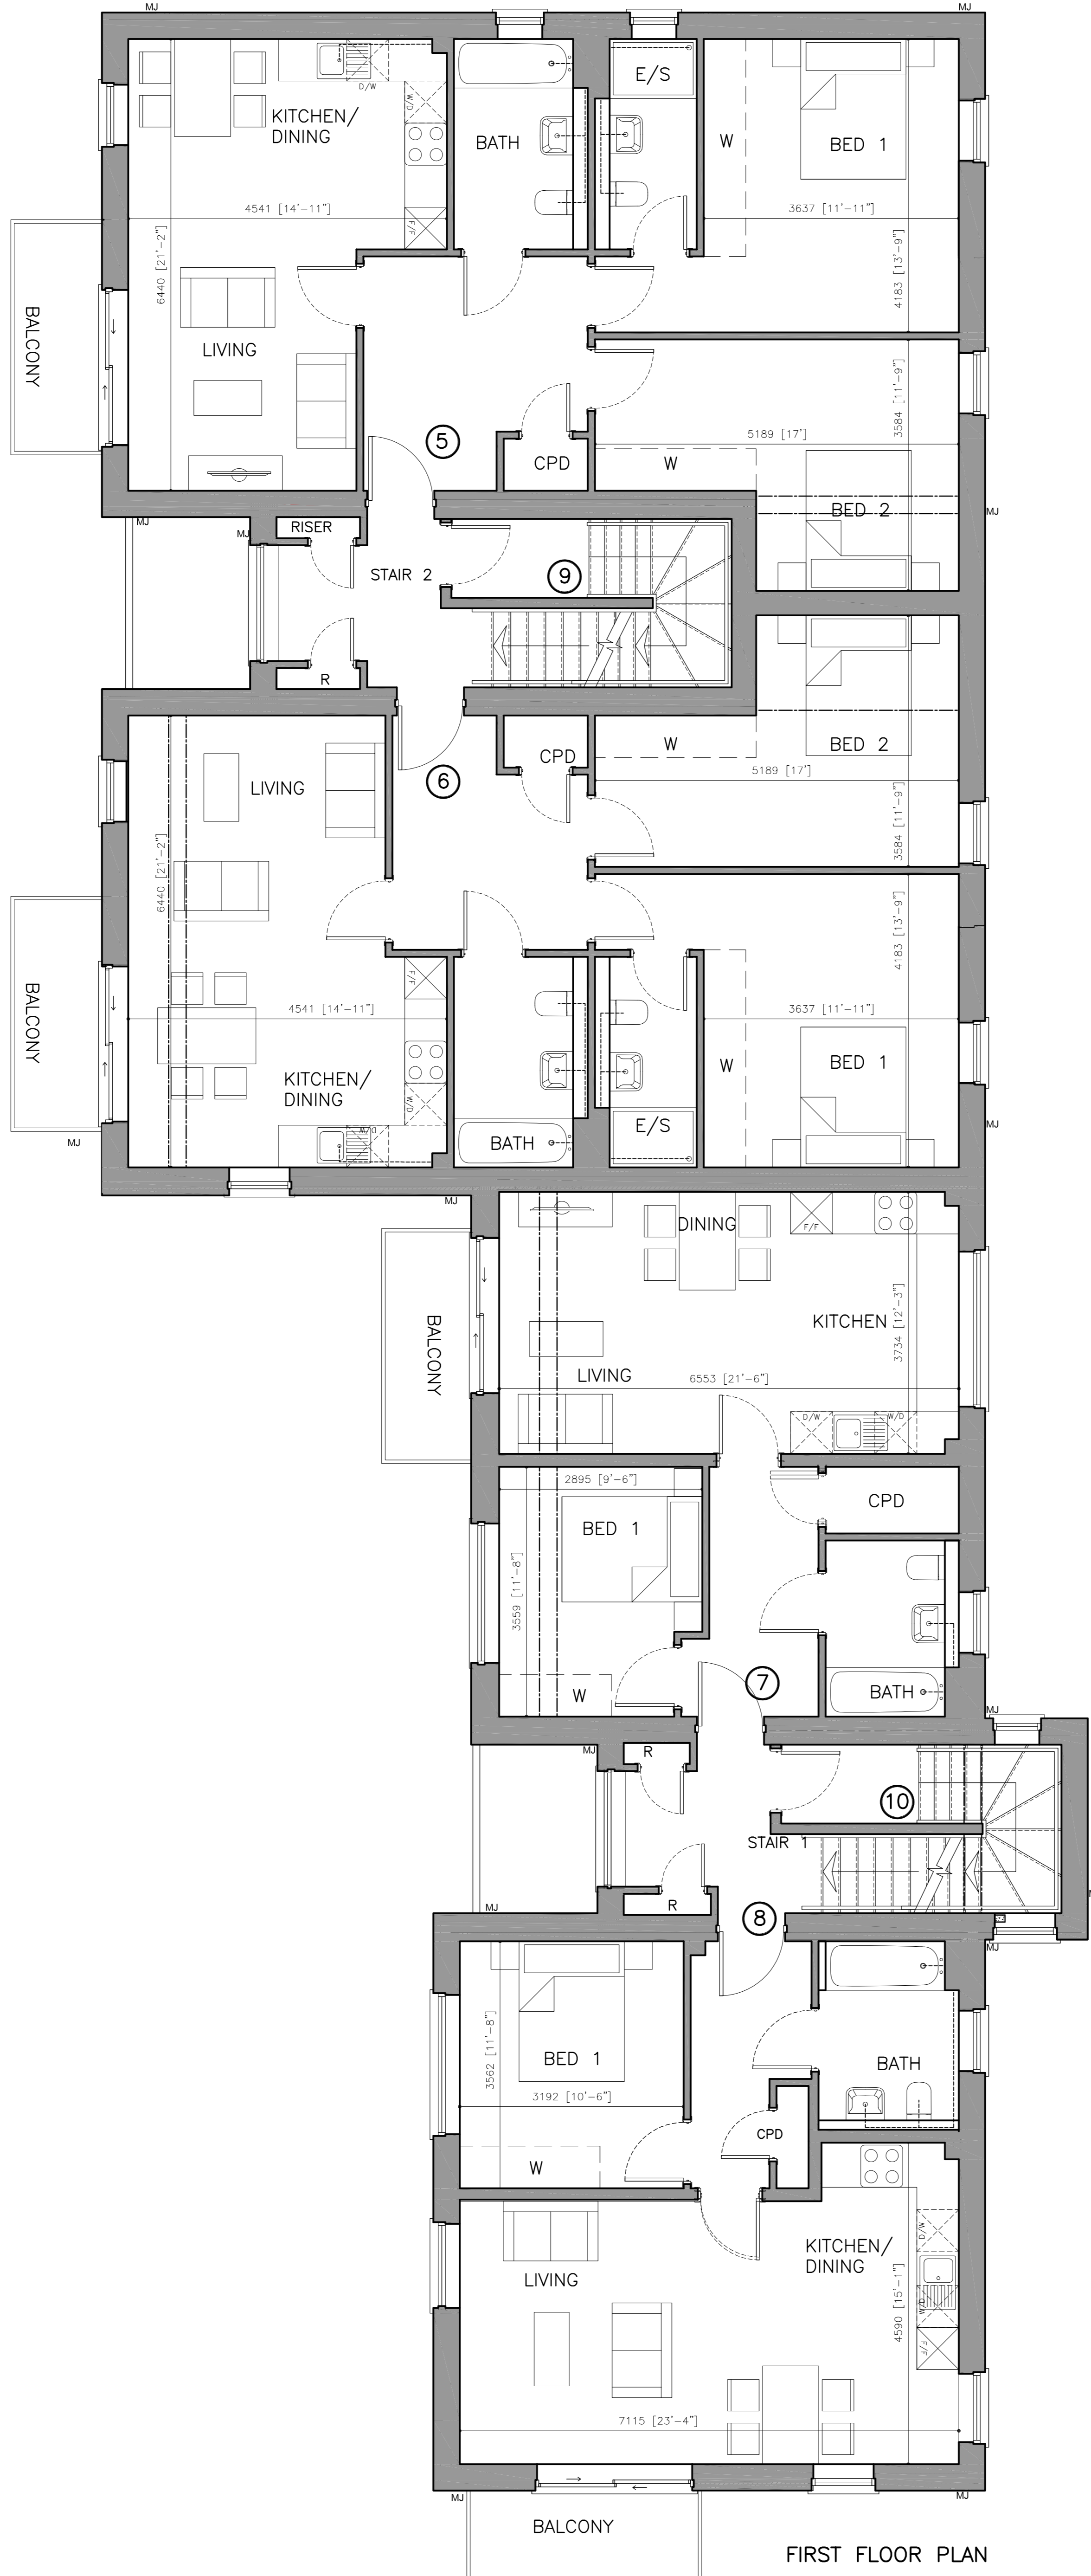 MJ
MJ
E/S
D/W
W/D
KITCHEN/
DINING
BATH
W
BED 1
4541 [14'-11"]
F/F
3637 [11'-11"]
6440 [21'-2"]
4183 [13'-9"]
BALCONY
LIVING
3584 [11'-9"]
5189 [17']
5
CPD
W
BED 2
MJ
MJ
MJ
RISER
STAIR 2
9
R
CPD
W
BED 2
5189 [17']
LIVING
6
6440 [21'-2"]
3584 [11'-9"]
4183 [13'-9"]
BALCONY
F/F
4541 [14'-11"]
3637 [11'-11"]
KITCHEN/
DINING
W/D
W/D
W
BED 1
BATH
E/S
MJ
MJ
MJ
DINING
F/F
BALCONY
KITCHEN
3734 [12'-3"]
LIVING
6553 [21'-6"]
D/W
W/D
2895 [9'-6"]
BED 1
CPD
3559 [11'-8"]
W
7
BATH
MJ
MJ
R
10
STAIR 1
R
8
MJ
MJ
3562 [11'-8"]
BED 1
BATH
3192 [10'-6"]
CPD
W
D/W
KITCHEN/
DINING
LIVING
W/D
4590 [15'-1"]
F/F
7115 [23'-4"]
MJ
MJ
BALCONY
FIRST FLOOR PLAN